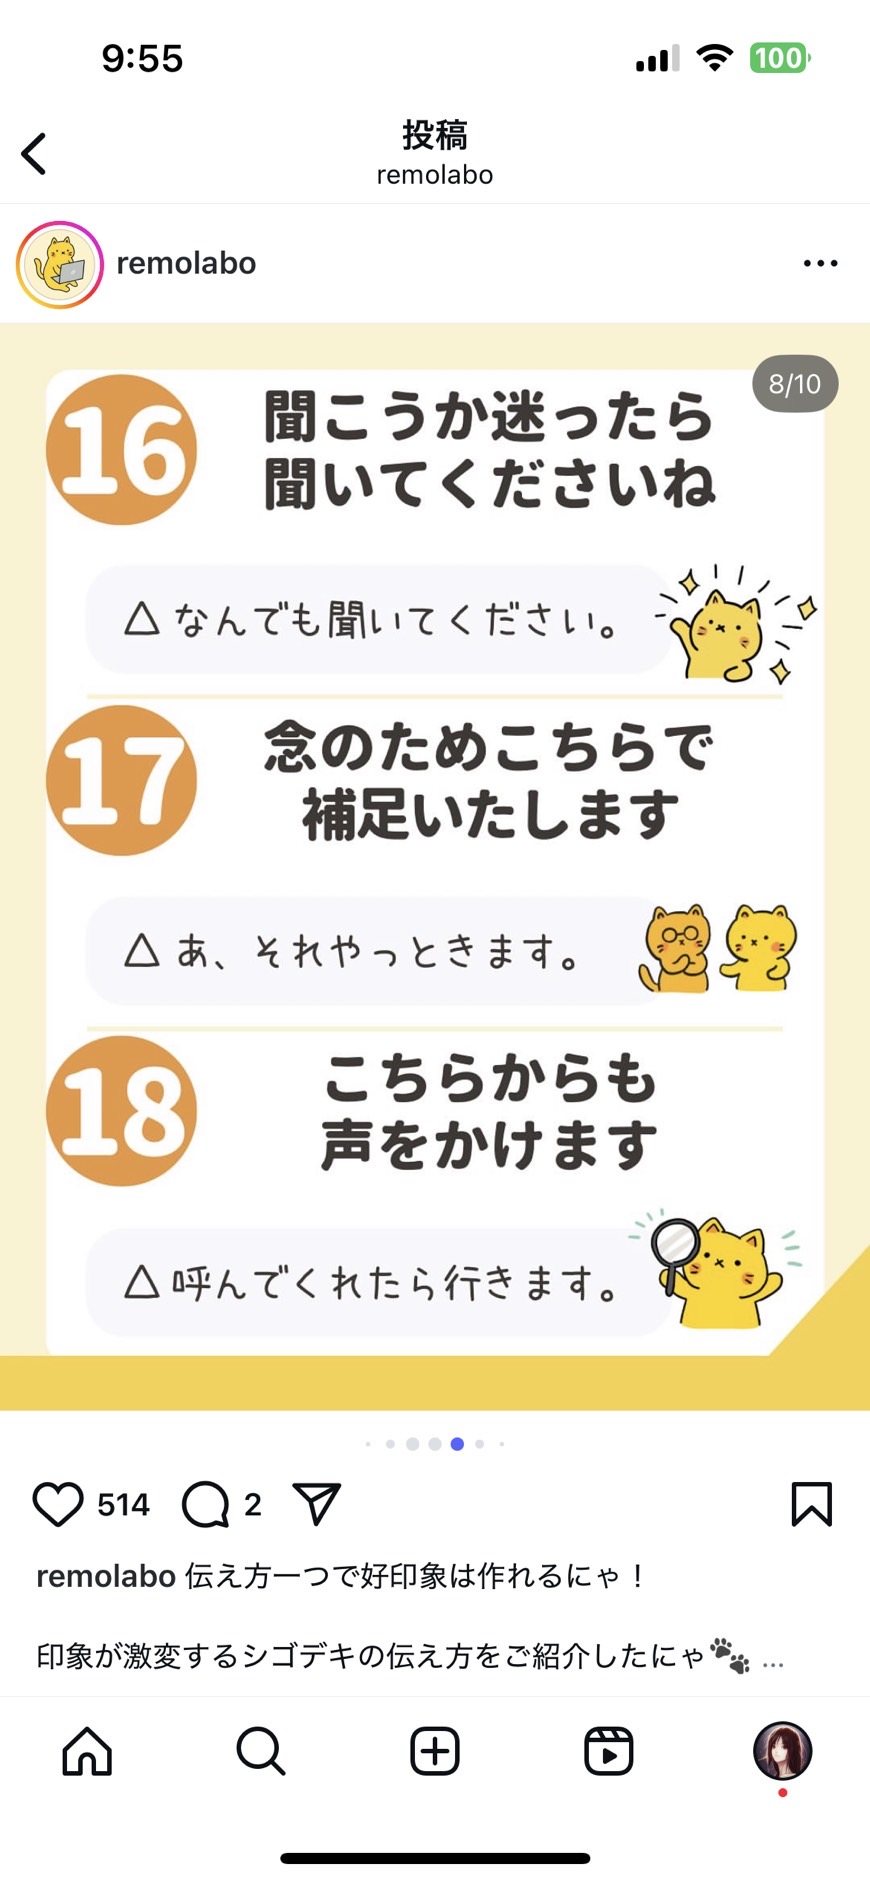 9:55
100
投稿
remolabo
remolabo
8/10
16
聞こうか迷ったら
聞いてくださいね
△ なんでも聞いてください。
17
念のためこちらで
補足いたします
△ あ、それやっときます。
18
こちらからも
声をかけます
△ 呼んでくれたら行きます。
514
2
remolabo 伝え方一つで好印象は作れるにゃ！
印象が激変するシゴデキの伝え方をご紹介したにゃ🐾 ...